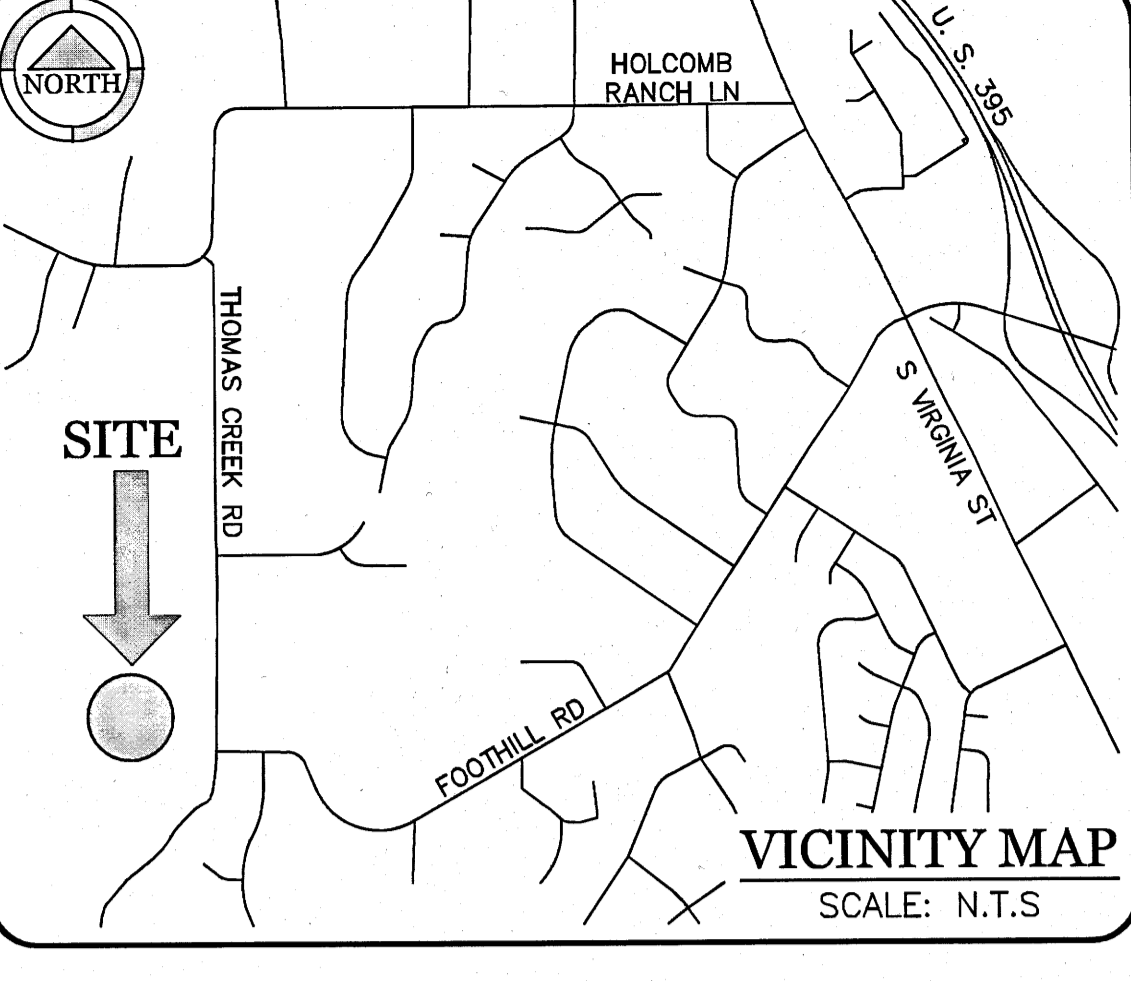 NORTH
HOLCOMB
RANCH LN
U. S. 395
THOMAS CREEK RD
SITE
S VIRGINIA ST
FOOTHILL RD
VICINITY MAP
SCALE: N.T.S